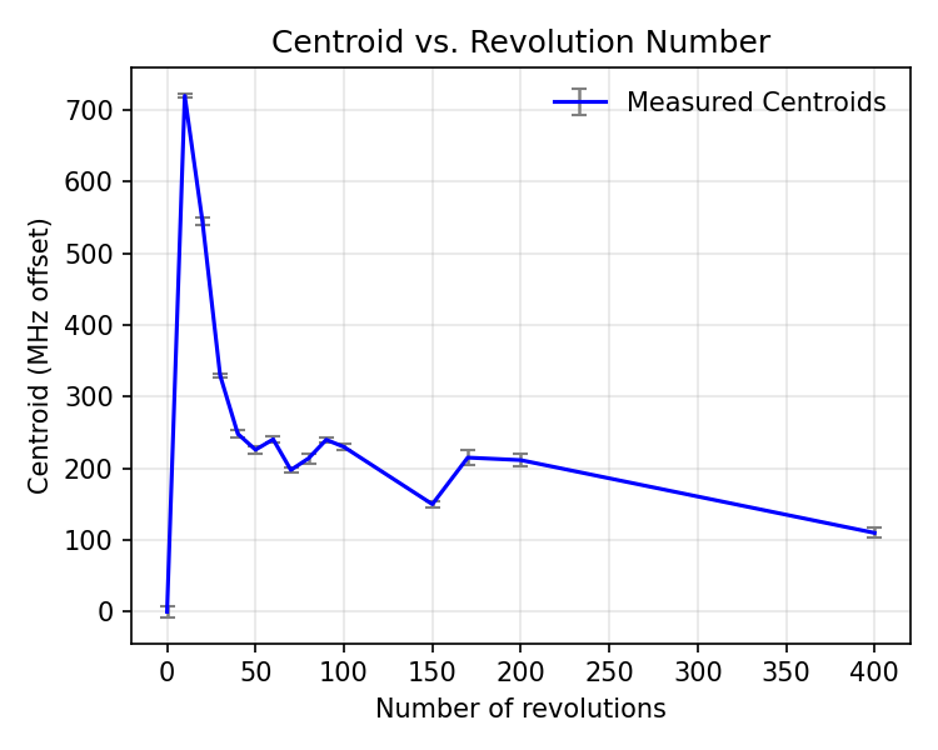 Centroid vs. Revolution Number
Measured Centroids
700
600
500
400
300
200
100
0
Centroid (MHz offset)
0 50 100 150 200 250 300 350 400
Number of revolutions